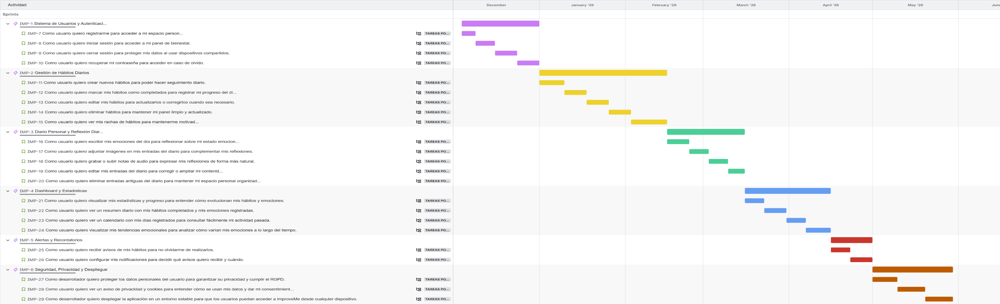 Actividad December January '26 February '26 March '26 April '26 May '26 June
Sprints
IMP-1 Sistema de Usuarios y Autenticaci...
IMP-7 Como usuario quiero registrarme para acceder a mi espacio person... TAREAS PO...
IMP-8 Como usuario quiero iniciar sesión para acceder a mi panel de bienestar. TAREAS PO...
IMP-9 Como usuario quiero cerrar sesión para proteger mis datos al usar dispositivos compartidos. TAREAS PO...
IMP-10 Como usuario quiero recuperar mi contraseña para acceder en caso de olvido. TAREAS PO...
IMP-2 Gestión de Hábitos Diarios
IMP-11 Como usuario quiero crear nuevos hábitos para poder hacer seguimiento diario. TAREAS PO...
IMP-12 Como usuario quiero marcar mis hábitos como completados para registrar mi progreso del dí... TAREAS PO...
IMP-13 Como usuario quiero editar mis hábitos para actualizarlos o corregirlos cuando sea necesario. TAREAS PO...
IMP-14 Como usuario quiero eliminar hábitos para mantener mi panel limpio y actualizado. TAREAS PO...
IMP-15 Como usuario quiero ver mis rachas de hábitos para mantenerme motivad... TAREAS PO...
IMP-3 Diario Personal y Reflexión Diar...
IMP-16 Como usuario quiero escribir mis emociones del día para reflexionar sobre mi estado emocion... TAREAS PO...
IMP-17 Como usuario quiero adjuntar imágenes en mis entradas del diario para complementar mis reflexiones. TAREAS PO...
IMP-18 Como usuario quiero grabar o subir notas de audio para expresar mis reflexiones de forma más natural. TAREAS PO...
IMP-19 Como usuario quiero editar mis entradas del diario para corregir o ampliar mi contenid... TAREAS PO...
IMP-20 Como usuario quiero eliminar entradas antiguas del diario para mantener mi espacio personal organizad... TAREAS PO...
IMP-4 Dashboard y Estadísticas
IMP-21 Como usuario quiero visualizar mis estadísticas y progreso para entender cómo evolucionan mis hábitos y emociones. TAREAS PO...
IMP-22 Como usuario quiero ver un resumen diario con mis hábitos completados y mis emociones registradas. TAREAS PO...
IMP-23 Como usuario quiero ver un calendario con mis días registrados para consultar fácilmente mi actividad pasada. TAREAS PO...
IMP-24 Como usuario quiero visualizar mis tendencias emocionales para analizar cómo varían mis emociones a lo largo del tiempo. TAREAS PO...
IMP-5 Alertas y Recordatorios
IMP-25 Como usuario quiero recibir avisos de mis hábitos para no olvidarme de realizarlos. TAREAS PO...
IMP-26 Como usuario quiero configurar mis notificaciones para decidir qué avisos quiero recibir y cuándo. TAREAS PO...
IMP-6 Seguridad, Privacidad y Despliegue
IMP-27 Como desarrollador quiero proteger los datos personales del usuario para garantizar su privacidad y cumplir el RGPD. TAREAS PO...
IMP-28 Como usuario quiero ver un aviso de privacidad y cookies para entender cómo se usan mis datos y dar mi consentimient... TAREAS PO...
IMP-29 Como desarrollador quiero desplegar la aplicación en un entorno estable para que los usuarios puedan acceder a ImproveMe desde cualquier dispositivo. TAREAS PO...